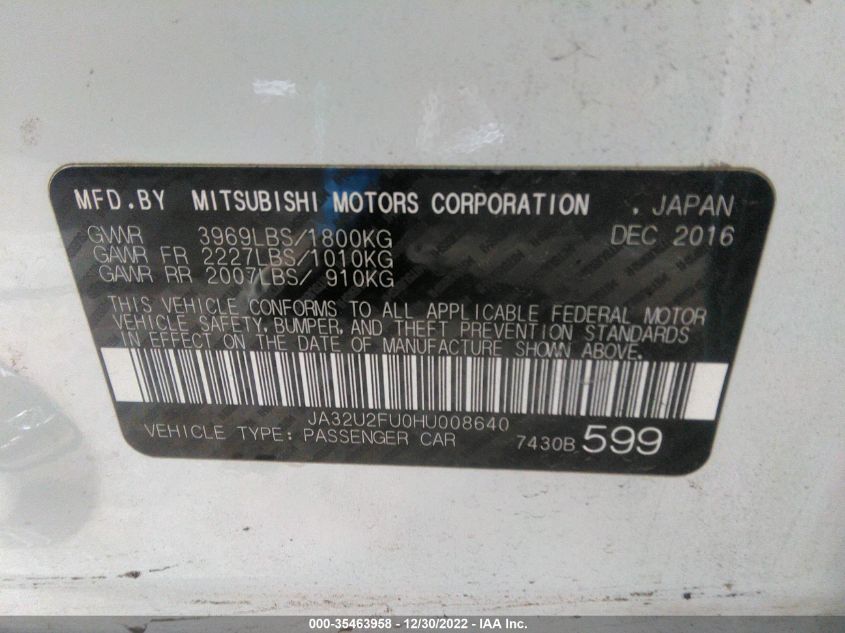 MFD.BY MITSUBISHI MOTORS CORPORATION . JAPAN
GVWR 3969LBS/1800KG DEC 2016
GAWR FR 2227LBS/1010KG
GAWR RR 2007LBS/ 910KG
THIS VEHICLE CONFORMS TO ALL APPLICABLE FEDERAL MOTOR
VEHICLE SAFETY, BUMPER, AND THEFT PREVENTION STANDARDS
IN EFFECT ON THE DATE OF MANUFACTURE SHOWN ABOVE.
JA32U2FU0HU008640
VEHICLE TYPE: PASSENGER CAR 7430B 599
000-35463958 - 12/30/2022 - IAA Inc.